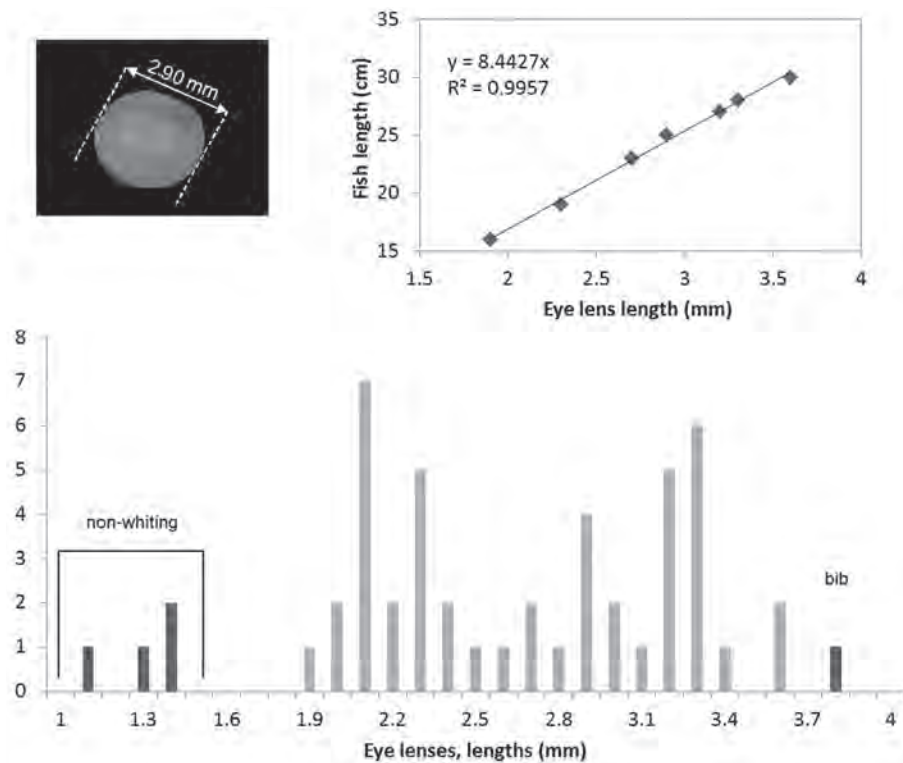 2.90 mm
y = 8.4427x
R² = 0.9957
Fish length (cm)
35
30
25
20
15
1.5 2 2.5 3 3.5 4
Eye lens length (mm)
8
7
6
5
4
3
2
1
0
non-whiting
bib
1 1.3 1.6 1.9 2.2 2.5 2.8 3.1 3.4 3.7 4
Eye lenses, lengths (mm)